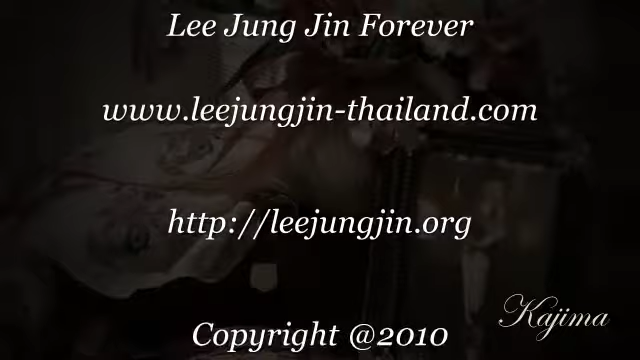 Lee Jung Jin Forever
www.leejungjin-thailand.com
http://leejungjin.org
Kajima
Copyright @2010